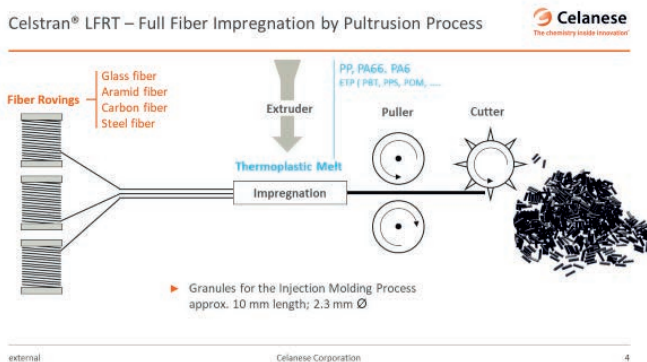 Celstran® LFRT – Full Fiber Impregnation by Pultrusion Process
Celanese
The chemistry inside innovation
Fiber Rovings
Glass fiber
Aramid fiber
Carbon fiber
Steel fiber
Extruder
PP, PA66. PA6
ETP ( PBT, PPS, POM, ....
Puller
Cutter
Thermoplastic Melt
Impregnation
► Granules for the Injection Molding Process
approx. 10 mm length; 2.3 mm Ø
external
Celanese Corporation
4